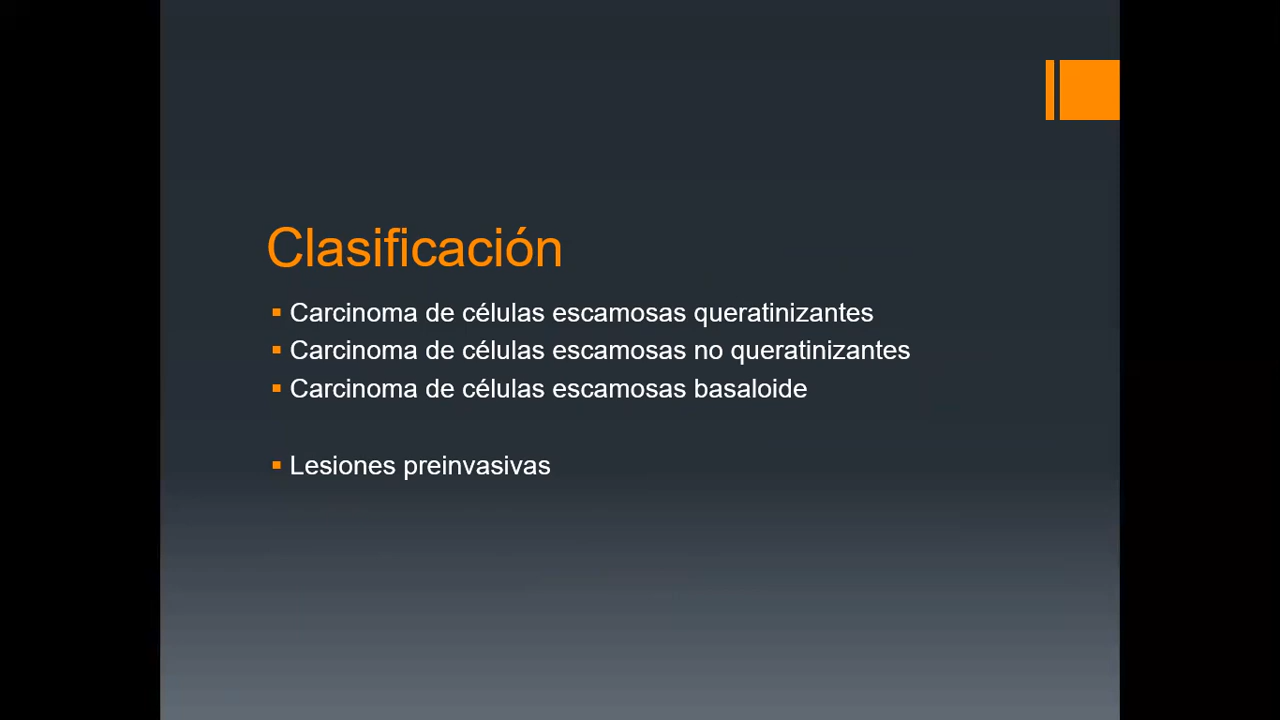 Clasificación
Carcinoma de células escamosas queratinizantes
Carcinoma de células escamosas no queratinizantes
Carcinoma de células escamosas basaloide
Lesiones preinvasivas